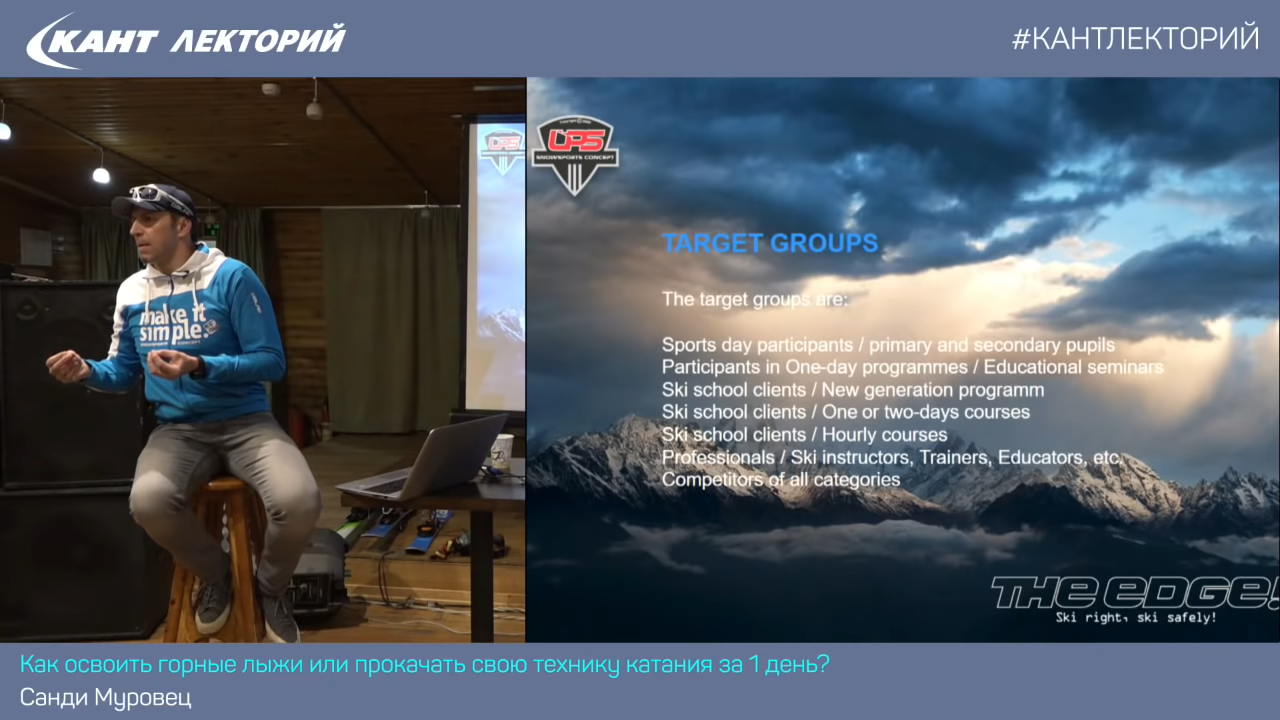 КАНТ ЛЕКТОРИЙ
#КАНТЛЕКТОРИЙ
UPS
SNOWSPORTS CONCEPT
make it
simple.
TARGET GROUPS
The target groups are:
Sports day participants / primary and secondary pupils
Participants in One-day programmes / Educational seminars
Ski school clients / New generation programm
Ski school clients / One or two-days courses
Ski school clients / Hourly courses
Professionals / Ski instructors, Trainers, Educators, etc.
Competitors of all categories
THE EDGE!
Ski right, ski safely!
Как освоить горные лыжи или прокачать свою технику катания за 1 день?
Санди Муровец